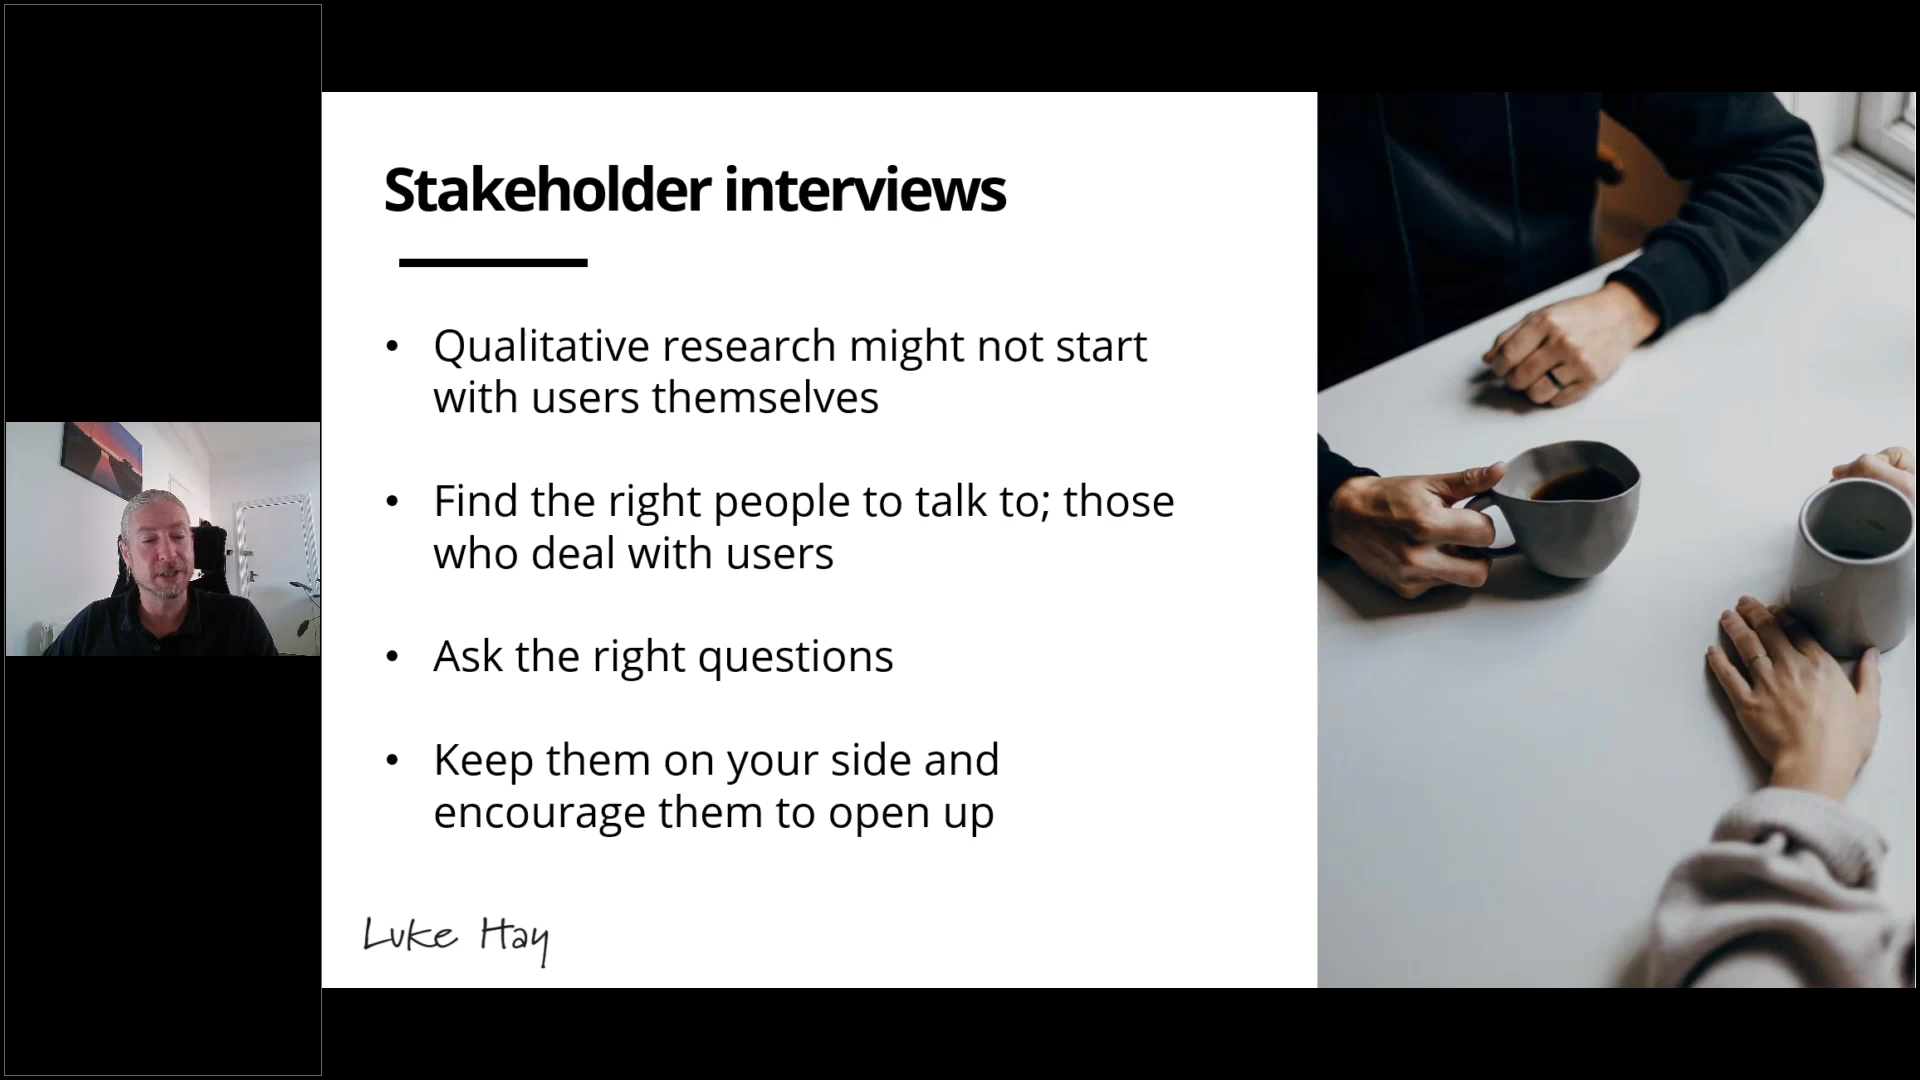 Stakeholder interviews
• Qualitative research might not start
with users themselves
• Find the right people to talk to; those
who deal with users
• Ask the right questions
• Keep them on your side and
encourage them to open up
Luke Hay